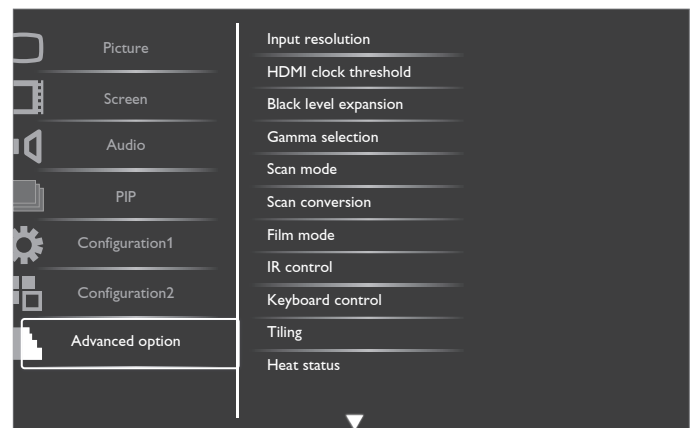 Picture
Screen
Audio
PIP
Configuration1
Configuration2
Advanced option
Input resolution
HDMI clock threshold
Black level expansion
Gamma selection
Scan mode
Scan conversion
Film mode
IR control
Keyboard control
Tiling
Heat status